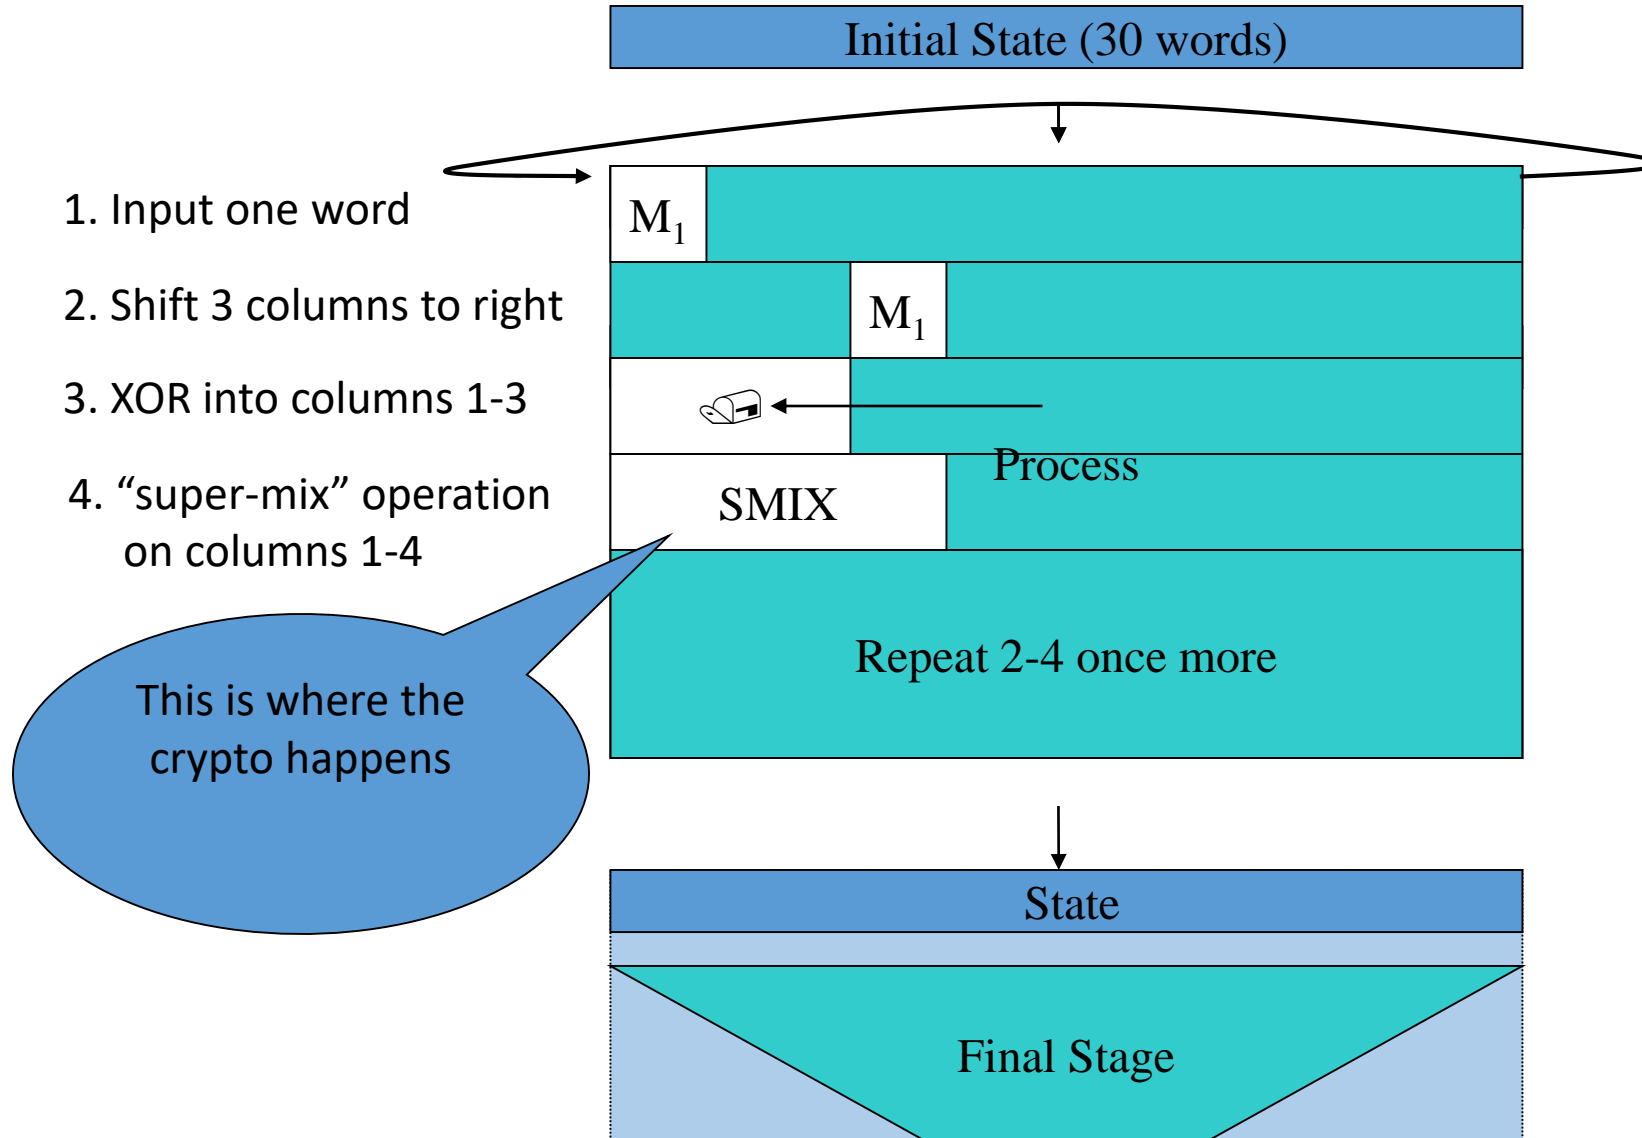 Initial State (30 words)
1. Input one word
M₁
2. Shift 3 columns to right
M₁
3. XOR into columns 1-3
Process
4. “super-mix” operation
on columns 1-4
SMIX
Repeat 2-4 once more
This is where the
crypto happens
State
Final Stage